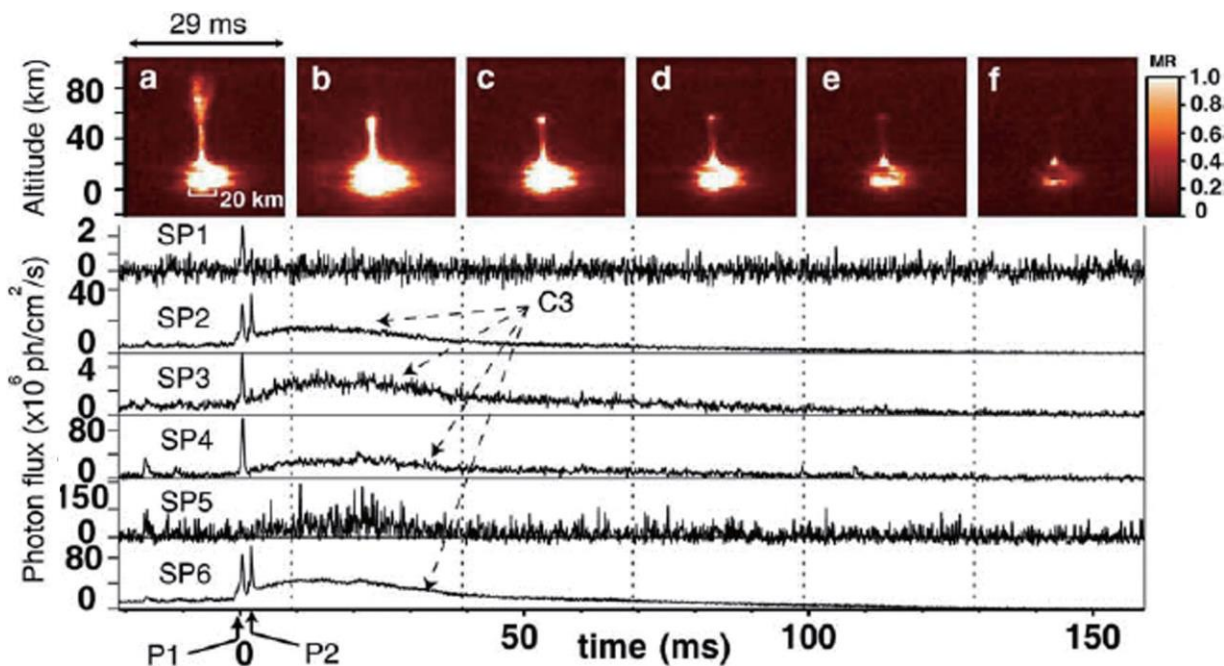 29 ms
Altitude (km)
80
40
0
a
b
c
d
e
f
20 km
MR
1.0
0.8
0.6
0.4
0.2
0
Photon flux (x10⁶ ph/cm²/s)
2
0
SP1
40
0
SP2
C3
4
0
SP3
80
0
SP4
150
0
SP5
80
0
SP6
P1
0
P2
50
time (ms)
100
150